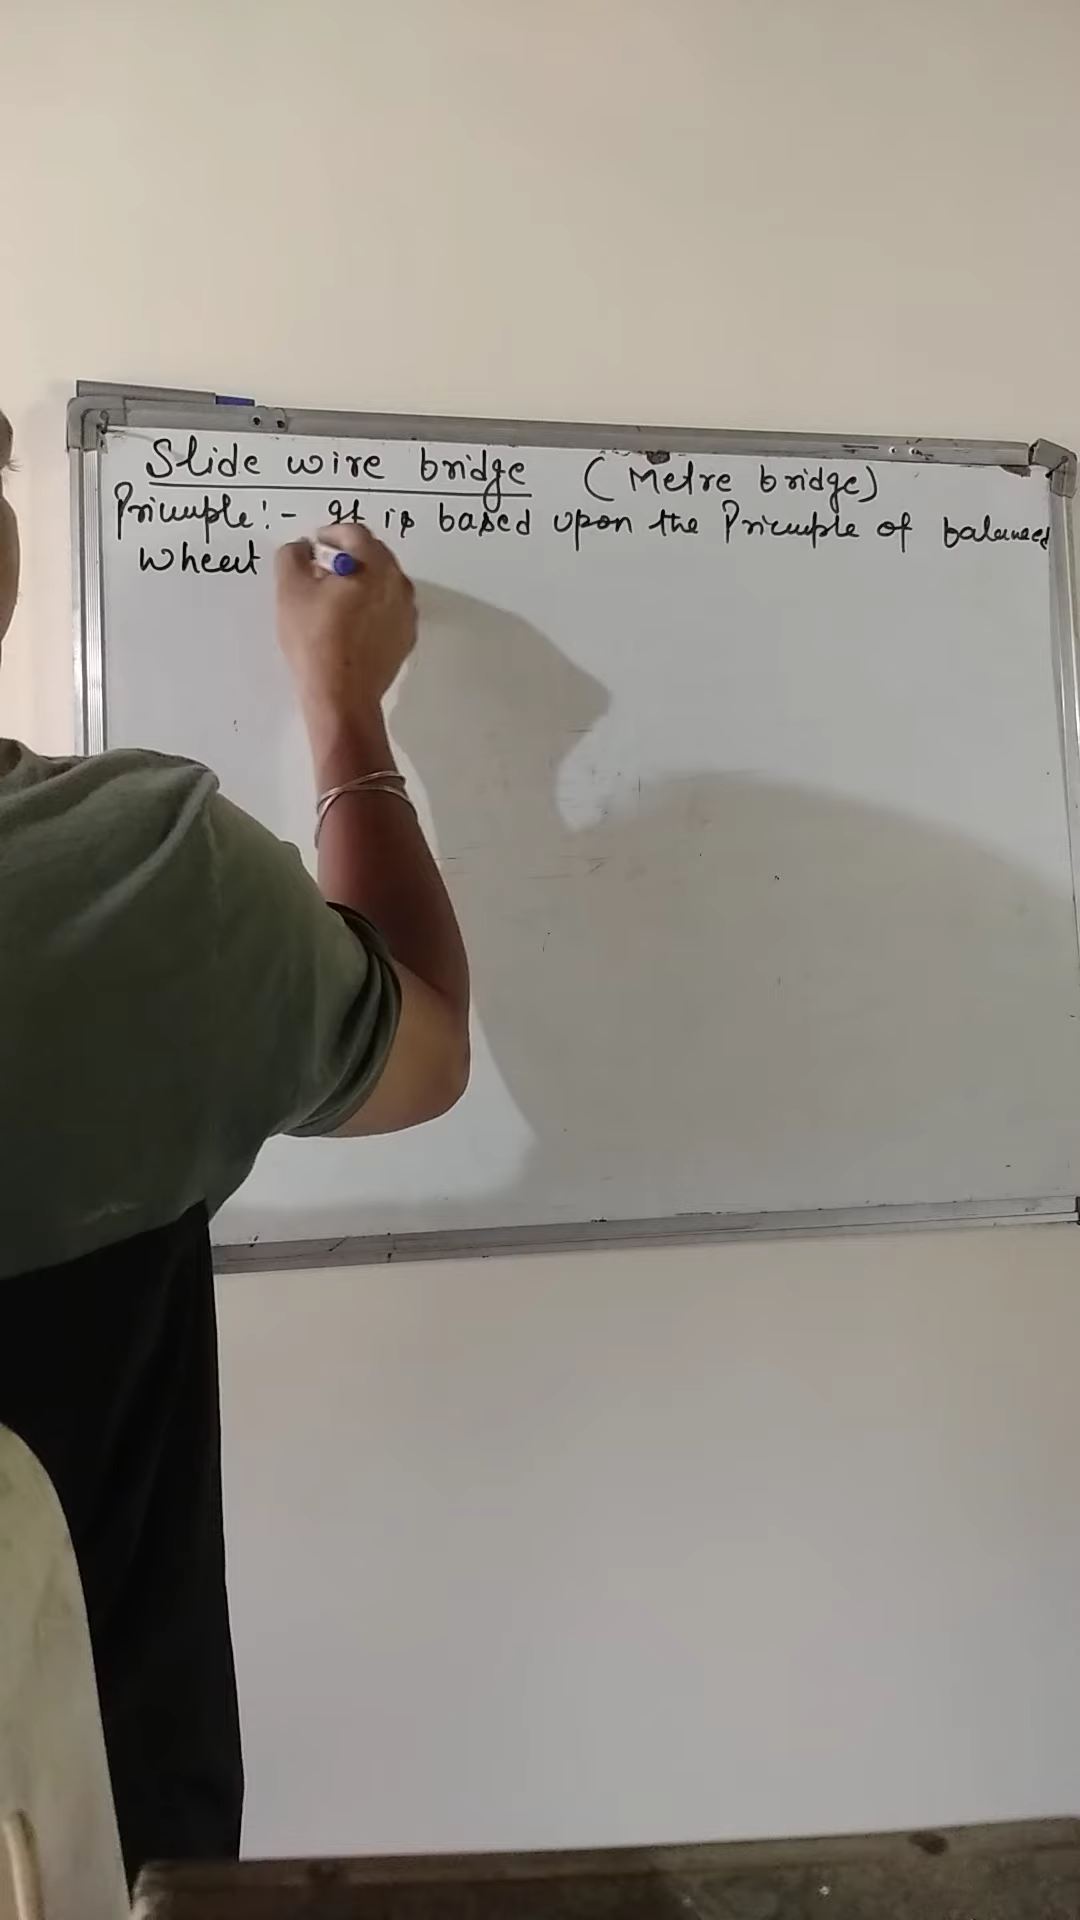 Slide wire bridge (Metre bridge)
Principle:- It is based upon the Principle of balanced
Wheat